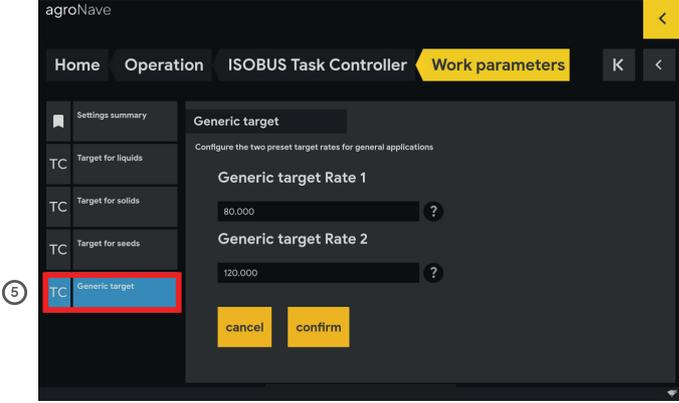 agroNave
Home Operation ISOBUS Task Controller Work parameters
Settings summary
TC Target for liquids
TC Target for solids
TC Target for seeds
5 TC Generic target
Generic target
Configure the two preset target rates for general applications
Generic target Rate 1
80.000 ?
Generic target Rate 2
120.000 ?
cancel confirm